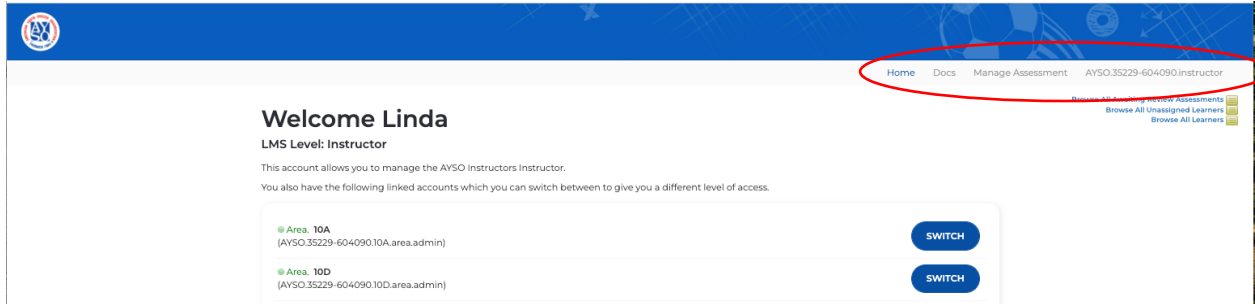 AYSO
Home Docs Manage Assessment AYSO.35229-604090.instructor
Browse All Awaiting Review Assessments
Browse All Unassigned Learners
Browse All Learners
Welcome Linda
LMS Level: Instructor
This account allows you to manage the AYSO Instructors Instructor.
You also have the following linked accounts which you can switch between to give you a different level of access.
Area. 10A
(AYSO.35229-604090.10A.area.admin)
SWITCH
Area. 10D
(AYSO.35229-604090.10D.area.admin)
SWITCH